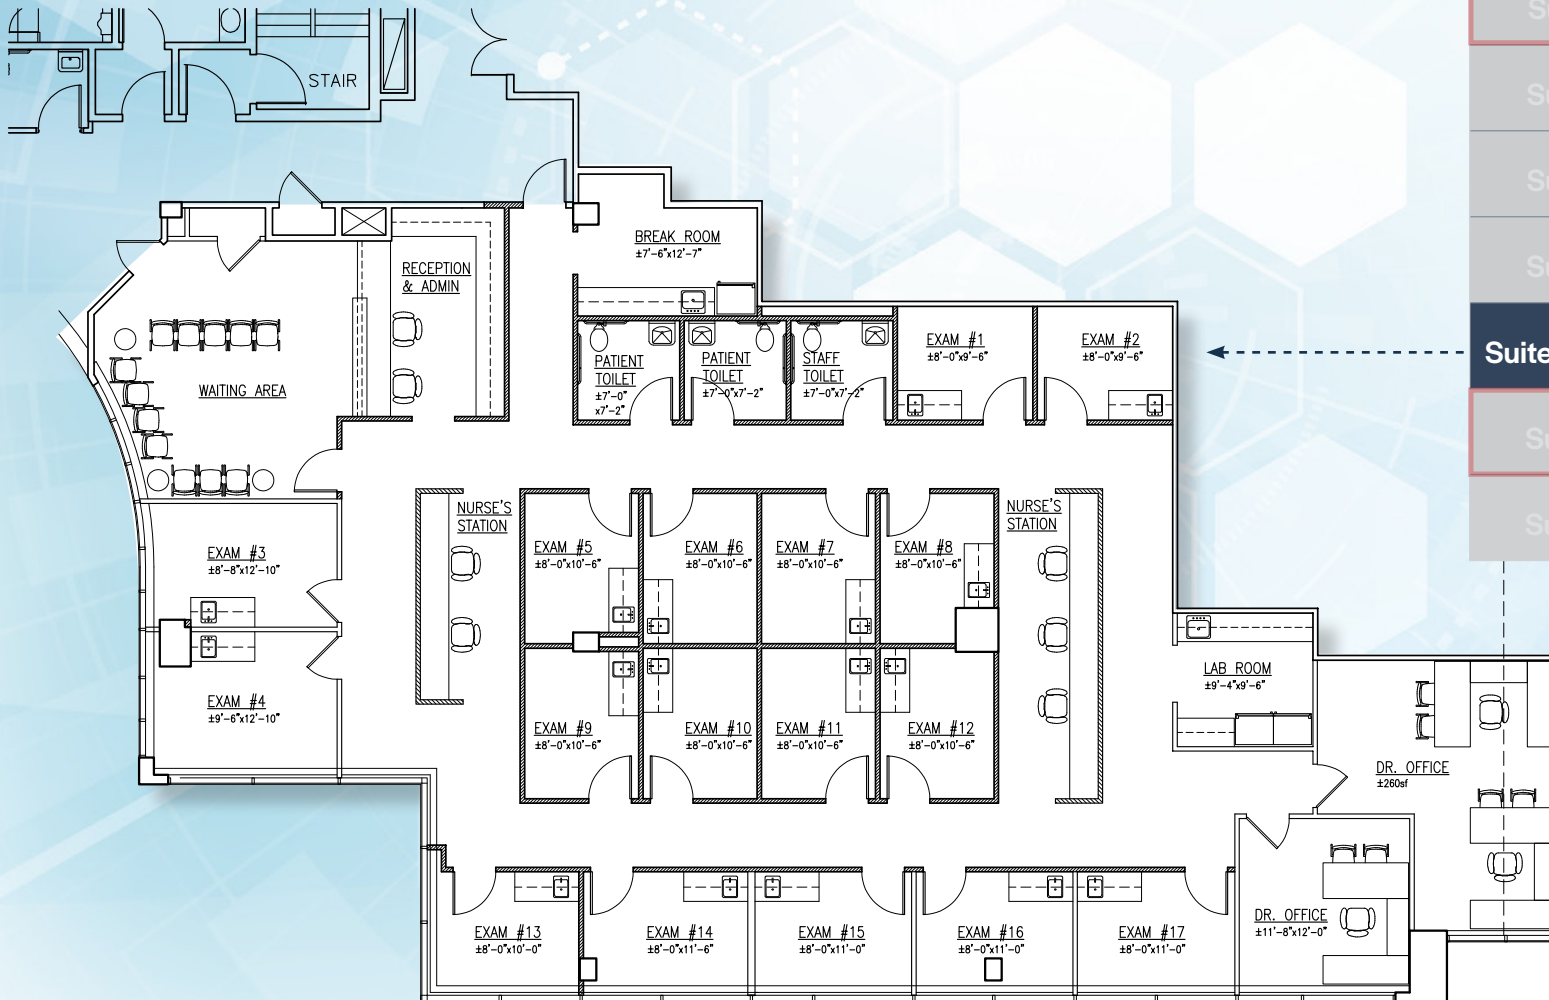 STAIR
BREAK ROOM
±7'-6"x12'-7"
RECEPTION
& ADMIN
WAITING AREA
PATIENT
TOILET
±7'-0"
x7'-2"
PATIENT
TOILET
±7'-0"x7'-2"
STAFF
TOILET
±7'-0"x7'-2"
EXAM #1
±8'-0"x9'-6"
EXAM #2
±8'-0"x9'-6"
Su
Su
Su
Su
Suite
Su
Su
NURSE'S
STATION
NURSE'S
STATION
EXAM #3
±8'-8"x12'-10"
EXAM #4
±9'-6"x12'-10"
EXAM #5
±8'-0"x10'-6"
EXAM #6
±8'-0"x10'-6"
EXAM #7
±8'-0"x10'-6"
EXAM #8
±8'-0"x10'-6"
EXAM #9
±8'-0"x10'-6"
EXAM #10
±8'-0"x10'-6"
EXAM #11
±8'-0"x10'-6"
EXAM #12
±8'-0"x10'-6"
LAB ROOM
±9'-4"x9'-6"
DR. OFFICE
±260sf
EXAM #13
±8'-0"x10'-0"
EXAM #14
±8'-0"x11'-6"
EXAM #15
±8'-0"x11'-0"
EXAM #16
±8'-0"x11'-0"
EXAM #17
±8'-0"x11'-0"
DR. OFFICE
±11'-8"x12'-0"